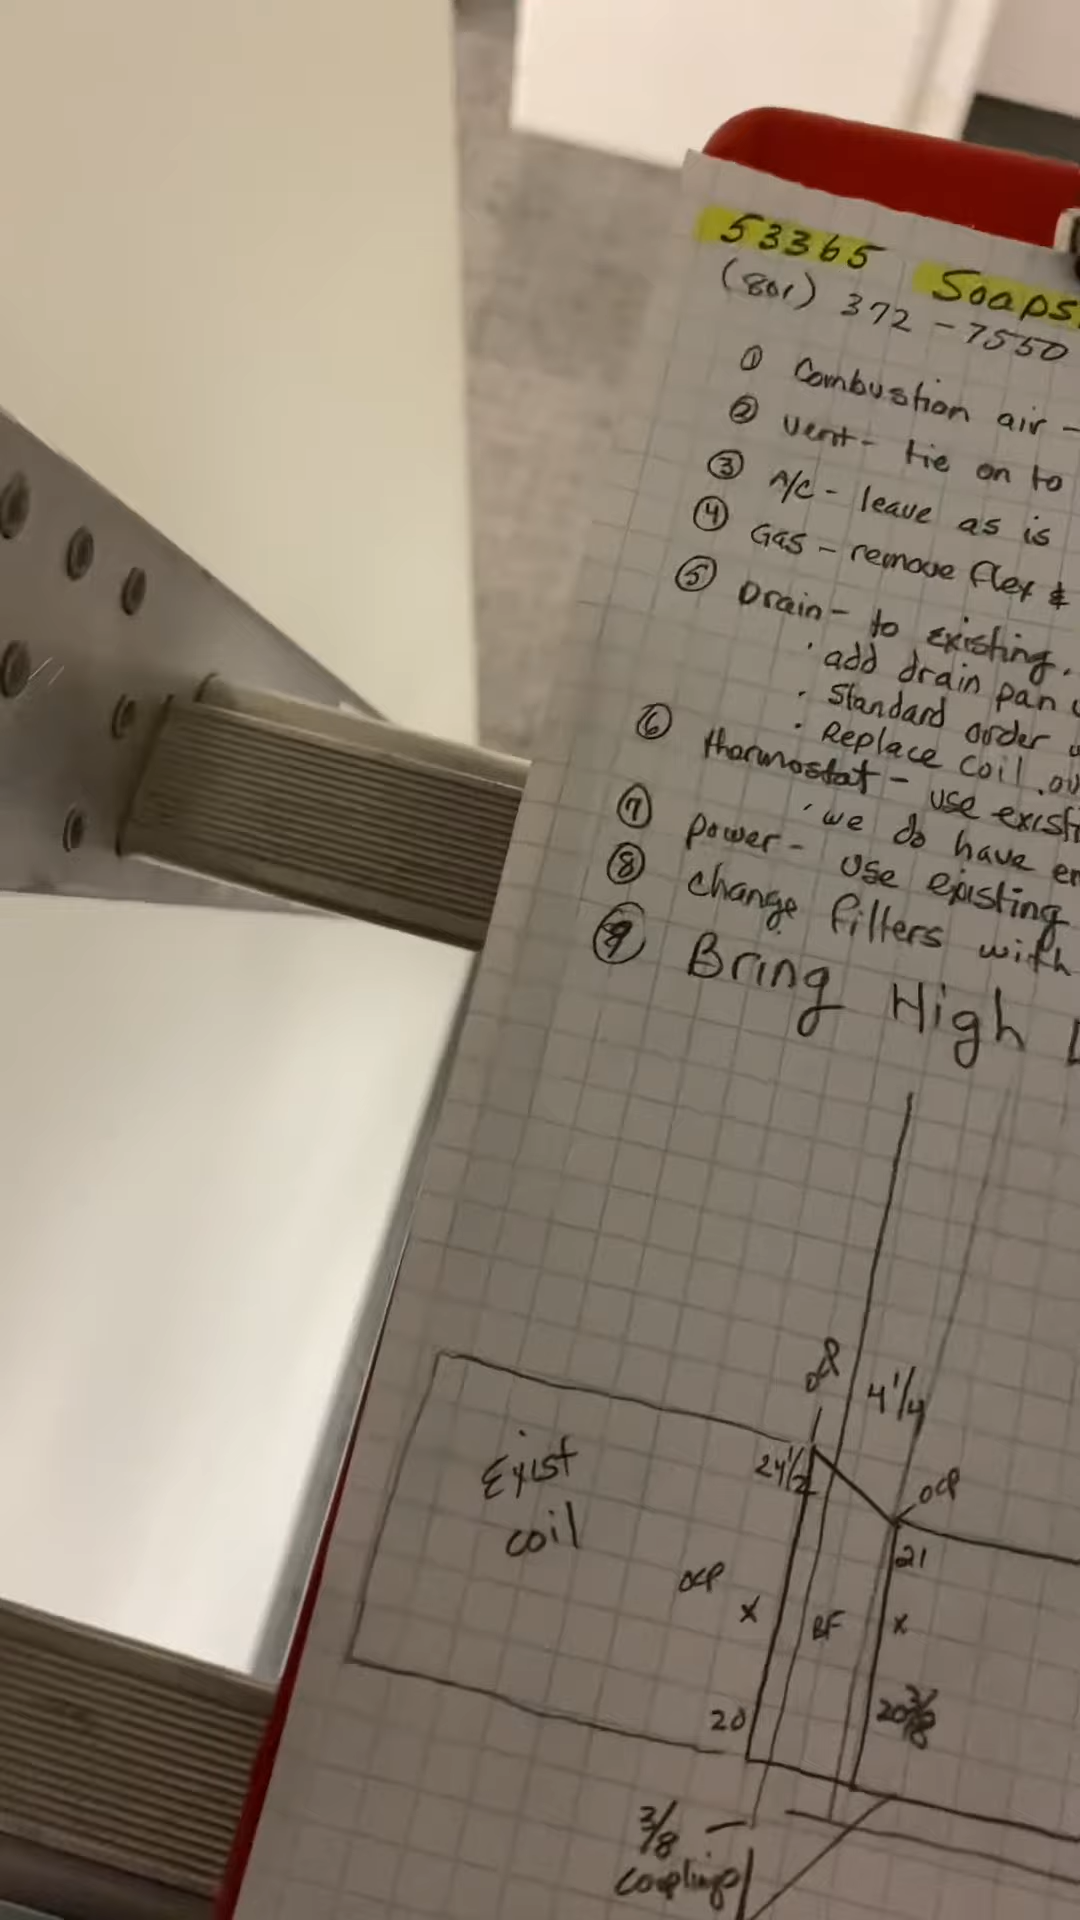 53365 Soaps
(801) 372-7550
① Combustion air -
② vent - tie on to
③ A/C - leave as is
④ Gas - remove flex &
⑤ Drain - to existing.
· add drain pan
· Standard order
· Replace coil
⑥ thermostat - use
· we do have
⑦ power - use existing
⑧ change filters with
⑨ Bring High
4 1/4
24 1/2
OCP
Exist
coil
21
OCP
X
BF
X
20
20 3/8
3/8
couplings